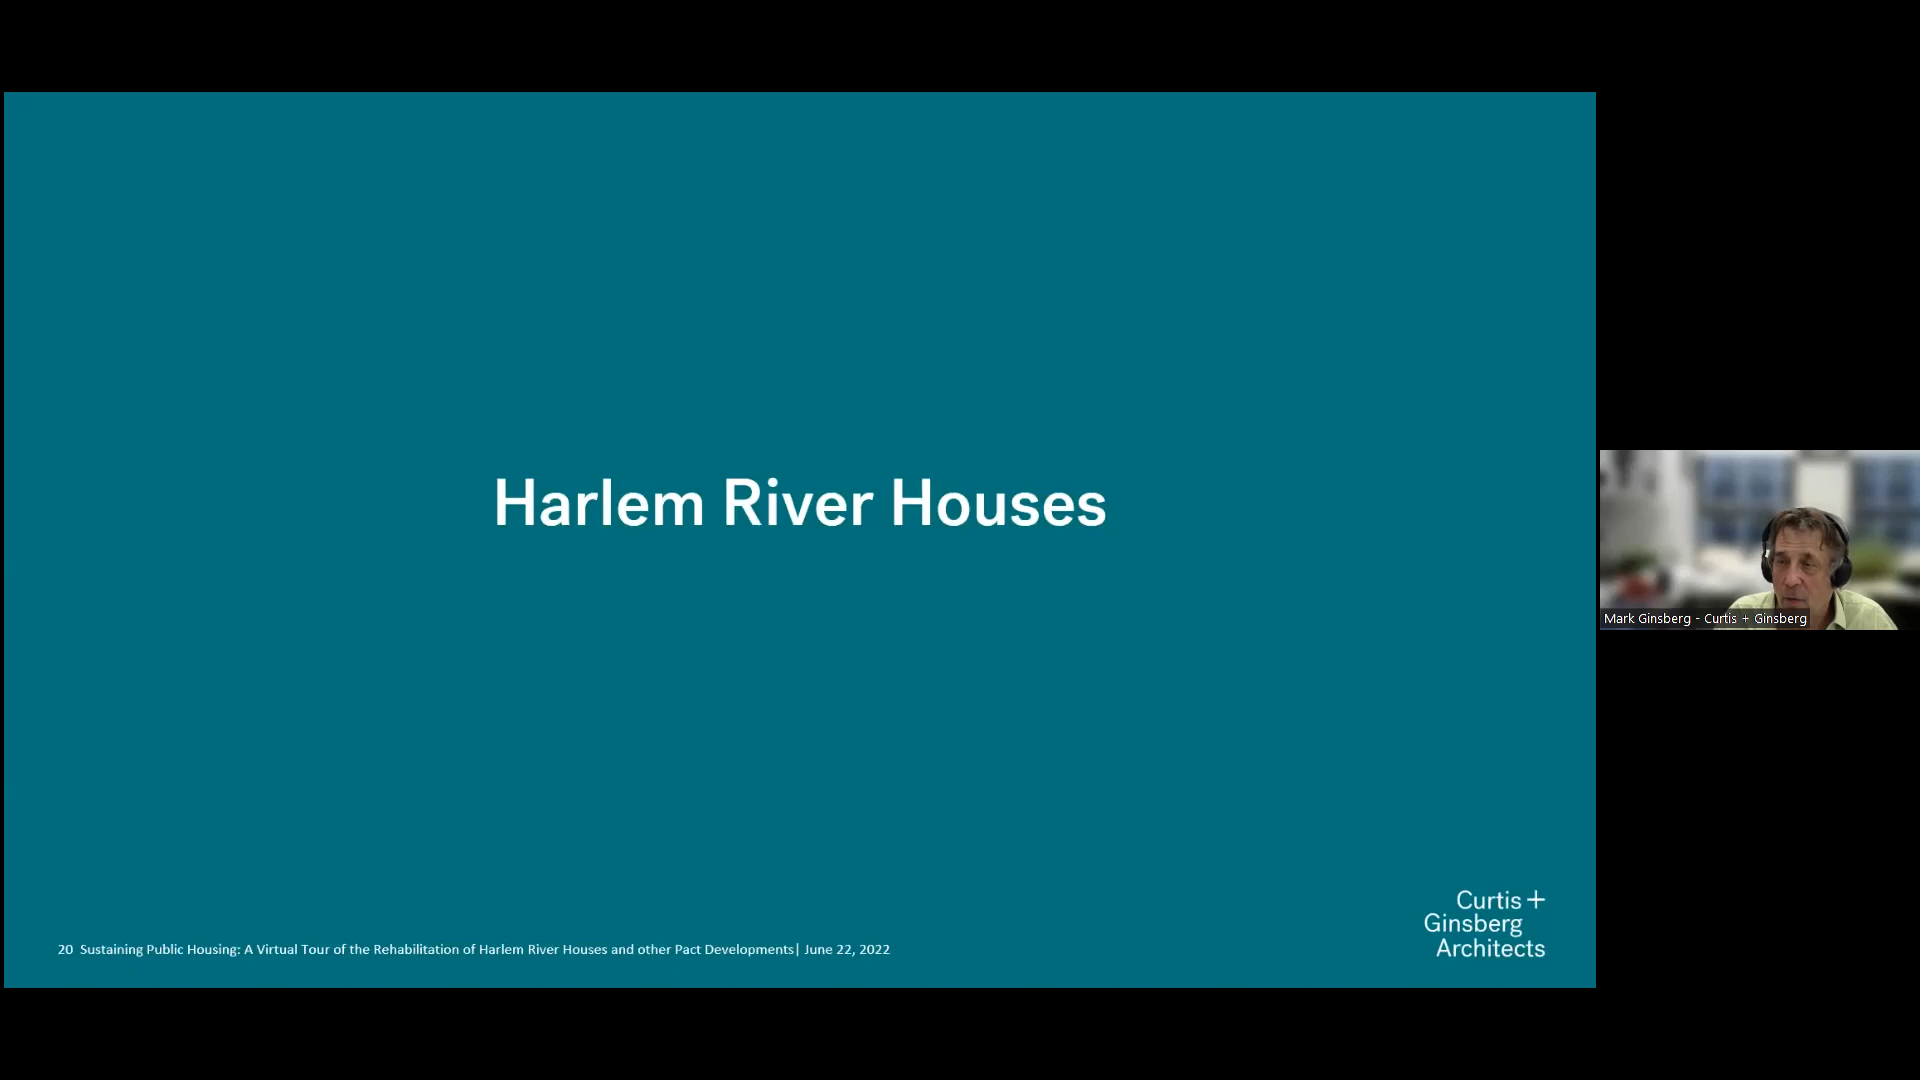 Harlem River Houses
Mark Ginsberg - Curtis + Ginsberg
Curtis +
Ginsberg
Architects
20 Sustaining Public Housing: A Virtual Tour of the Rehabilitation of Harlem River Houses and other Pact Developments| June 22, 2022